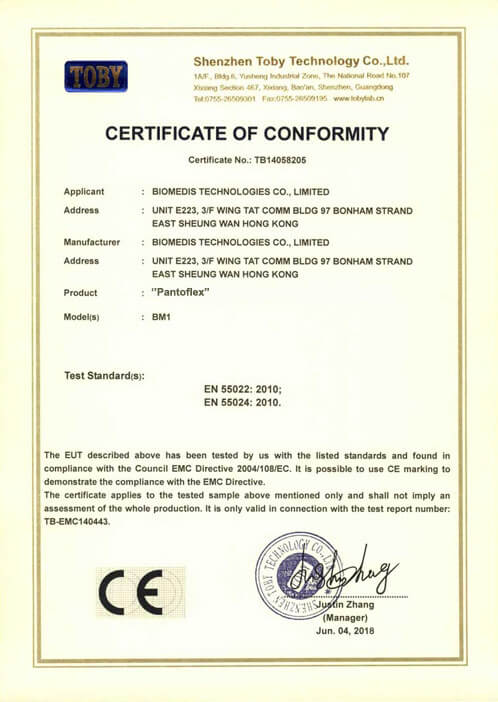 TOBY
Shenzhen Toby Technology Co.,Ltd.
1A/F., Bldg.6, Yusheng Industrial Zone, The National Road No.107
Xixiang Section 467, Xixiang, Bao'an, Shenzhen, Guangdong
Tel:0755-26509301 Fax:0755-26509195 www.tobylab.cn
CERTIFICATE OF CONFORMITY
Certificate No.: TB14058205
Applicant : BIOMEDIS TECHNOLOGIES CO., LIMITED
Address : UNIT E223, 3/F WING TAT COMM BLDG 97 BONHAM STRAND
EAST SHEUNG WAN HONG KONG
Manufacturer : BIOMEDIS TECHNOLOGIES CO., LIMITED
Address : UNIT E223, 3/F WING TAT COMM BLDG 97 BONHAM STRAND
EAST SHEUNG WAN HONG KONG
Product : "Pantoflex"
Model(s) : BM1
Test Standard(s):
EN 55022: 2010;
EN 55024: 2010.
The EUT described above has been tested by us with the listed standards and found in
compliance with the Council EMC Directive 2004/108/EC. It is possible to use CE marking to
demonstrate the compliance with the EMC Directive.
The certificate applies to the tested sample above mentioned only and shall not imply an
assessment of the whole production. It is only valid in connection with the test report number:
TB-EMC140443.
CE
SHENZHEN TOBY TECHNOLOGY CO.,
Justin Zhang
(Manager)
Jun. 04, 2018